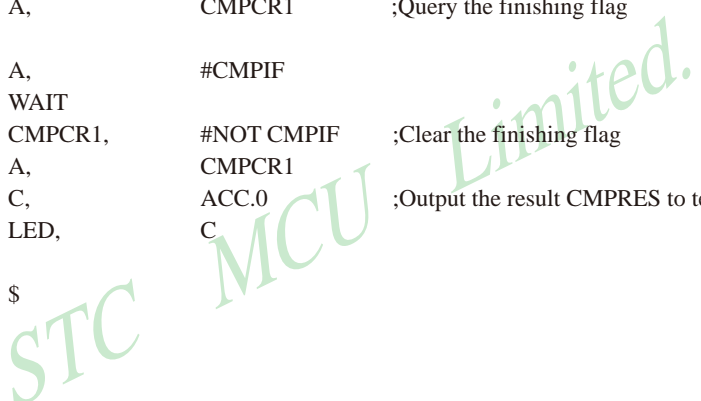 A, CMPCR1 ;Query the finishing flag
A, #CMPIF
WAIT
CMPCR1, #NOT CMPIF ;Clear the finishing flag
A, CMPCR1
C, ACC.0 ;Output the result CMPRES to
LED, C
$
STC MCU Limited.